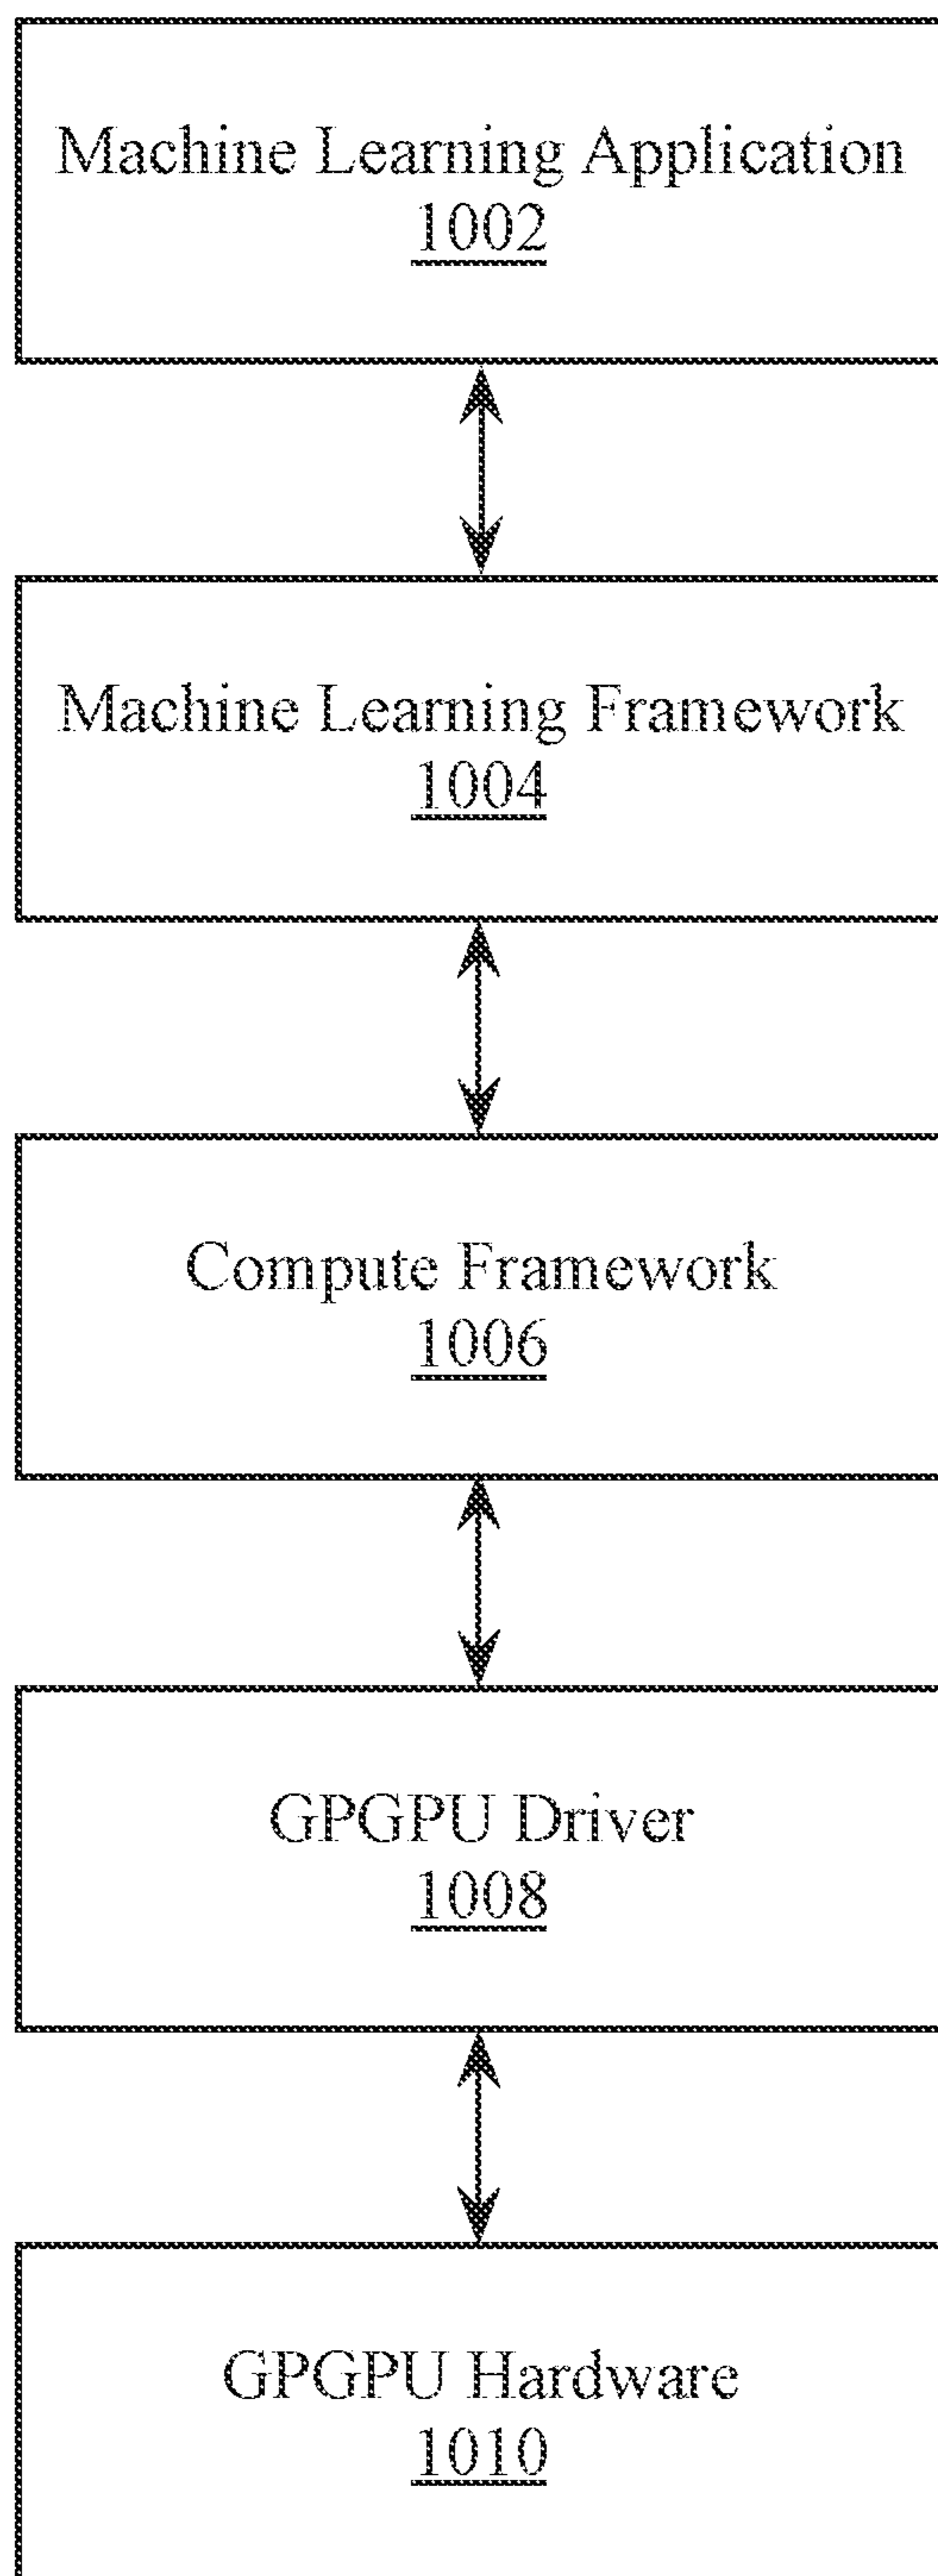 Machine Learning Application
1002
Machine Learning Framework
1004
Compute Framework
1006
GPGPU Driver
1008
GPGPU Hardware
1010